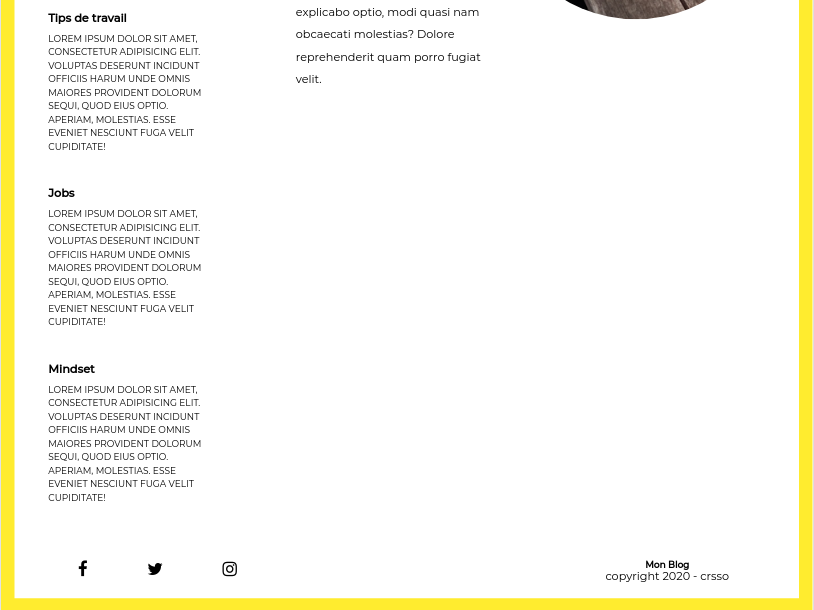 Tips de travail
LOREM IPSUM DOLOR SIT AMET,
CONSECTETUR ADIPISICING ELIT.
VOLUPTAS DESERUNT INCIDUNT
OFFICIIS HARUM UNDE OMNIS
MAIORES PROVIDENT DOLORUM
SEQUI, QUOD EIUS OPTIO.
APERIAM, MOLESTIAS. ESSE
EVENIET NESCIUNT FUGA VELIT
CUPIDITATE!
Jobs
LOREM IPSUM DOLOR SIT AMET,
CONSECTETUR ADIPISICING ELIT.
VOLUPTAS DESERUNT INCIDUNT
OFFICIIS HARUM UNDE OMNIS
MAIORES PROVIDENT DOLORUM
SEQUI, QUOD EIUS OPTIO.
APERIAM, MOLESTIAS. ESSE
EVENIET NESCIUNT FUGA VELIT
CUPIDITATE!
Mindset
LOREM IPSUM DOLOR SIT AMET,
CONSECTETUR ADIPISICING ELIT.
VOLUPTAS DESERUNT INCIDUNT
OFFICIIS HARUM UNDE OMNIS
MAIORES PROVIDENT DOLORUM
SEQUI, QUOD EIUS OPTIO.
APERIAM, MOLESTIAS. ESSE
EVENIET NESCIUNT FUGA VELIT
CUPIDITATE!
explicabo optio, modi quasi nam
obcaecati molestias? Dolore
reprehenderit quam porro fugiat
velit.
Mon Blog
copyright 2020 - crsso